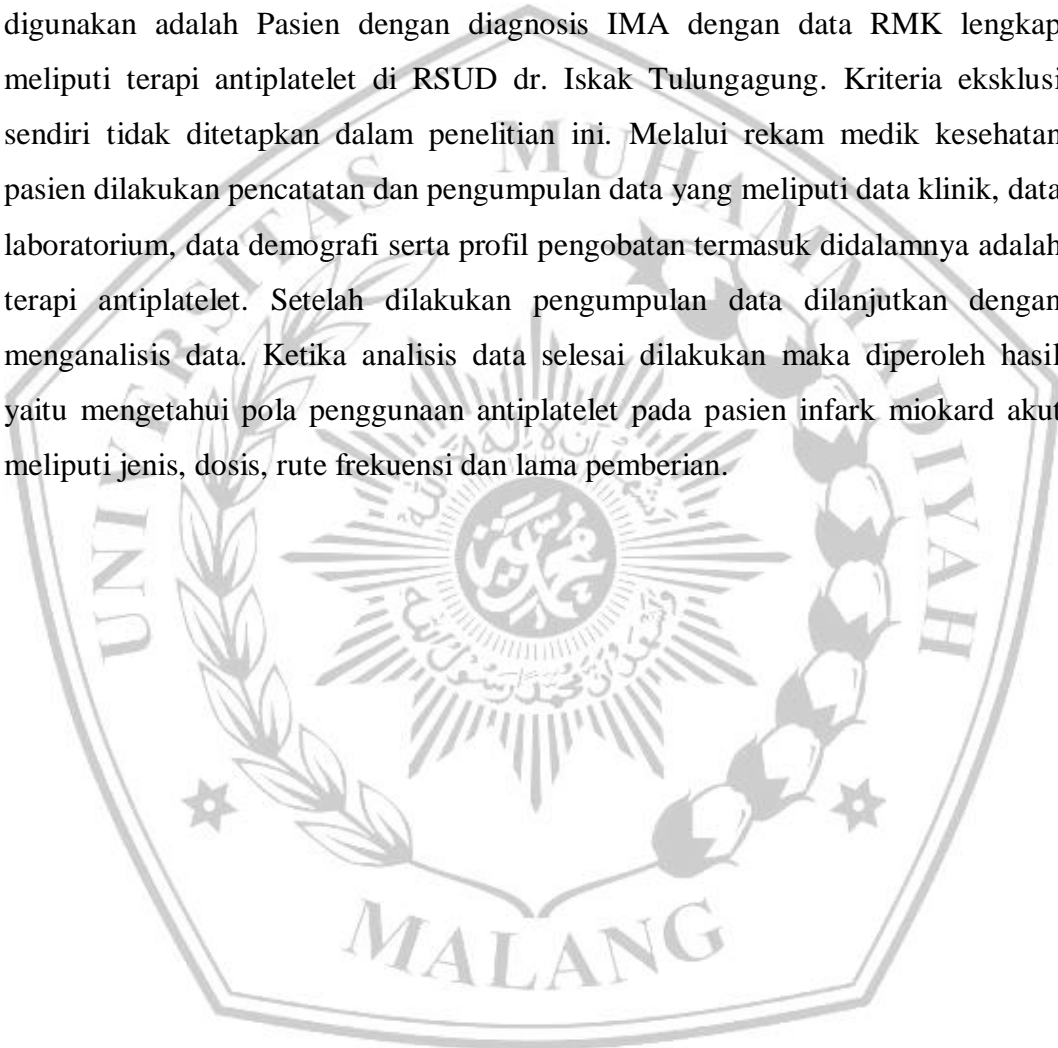 digunakan adalah Pasien dengan diagnosis IMA dengan data RMK lengkap
meliputi terapi antiplatelet di RSUD dr. Iskak Tulungagung. Kriteria eksklusi
sendiri tidak ditetapkan dalam penelitian ini. Melalui rekam medik kesehatan
pasien dilakukan pencatatan dan pengumpulan data yang meliputi data klinik, data
laboratorium, data demografi serta profil pengobatan termasuk didalamnya adalah
terapi antiplatelet. Setelah dilakukan pengumpulan data dilanjutkan dengan
menganalisis data. Ketika analisis data selesai dilakukan maka diperoleh hasil
yaitu mengetahui pola penggunaan antiplatelet pada pasien infark miokard akut
meliputi jenis, dosis, rute frekuensi dan lama pemberian.
UNIVERSITAS MUHAMMADIYAH
MALANG